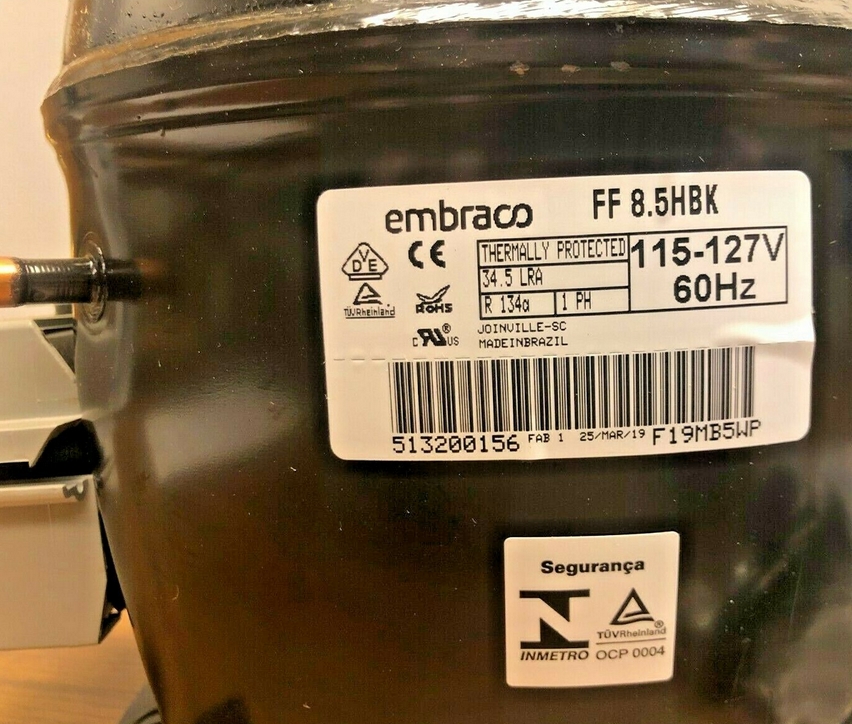 embraco FF 8.5HBK
THERMALLY PROTECTED 115-127V
34.5 LRA 60Hz
R 134a 1 PH
VDE
CE
TÜVRheinland
RoHS
C UR ® US
JOINVILLE-SC
MADEINBRAZIL
513200156 FAB 1 25/MAR/19 F19MB5WP
Segurança
TÜVRheinland ®
INMETRO OCP 0004